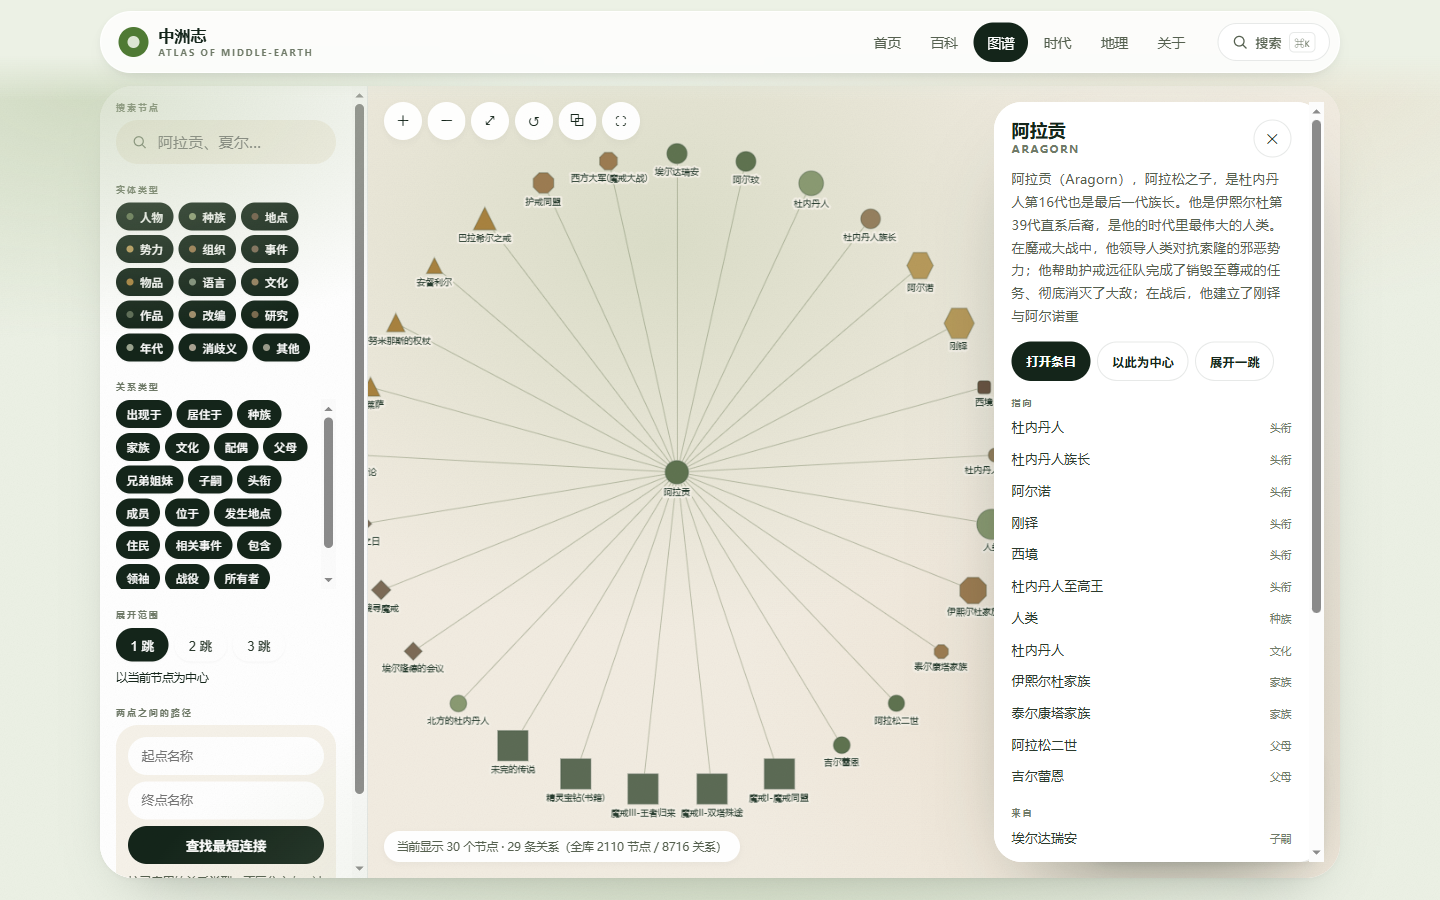 中洲志
ATLAS OF MIDDLE-EARTH
首页
百科
图谱
时代
地理
关于
搜索
⌘K
搜索节点
阿拉贡、夏尔...
实体类型
人物
种族
地点
势力
组织
事件
物品
语言
文化
作品
改编
研究
年代
消歧义
其他
关系类型
出现于
居住于
种族
家族
文化
配偶
父母
兄弟姐妹
子嗣
头衔
成员
位于
发生地点
住民
相关事件
包含
领袖
战役
所有者
展开范围
1 跳
2 跳
3 跳
以当前节点为中心
两点之间的路径
起点名称
终点名称
查找最短连接
埃尔达瑞安
西方大军(魔戒大战)
阿尔玟
护戒同盟
杜内丹人
巴拉希尔之戒
杜内丹人族长
安督利尔
阿尔诺
努米那斯的权杖
刚铎
西境
论
杜内丹人
阿拉贡
之日
伊熙尔杜家族
埃尔隆德的会议
泰尔康塔家族
北方的杜内丹人
阿拉松二世
未完的传说
吉尔蕾恩
精灵宝钻(书籍)
魔戒III-王者归来
魔戒II-双塔殊途
魔戒I-魔戒同盟
当前显示 30 个节点 · 29 条关系（全库 2110 节点 / 8716 关系）
阿拉贡
ARAGORN
阿拉贡（Aragorn），阿拉松之子，是杜内丹
人第16代也是最后一代族长。他是伊熙尔杜第
39代直系后裔，是他的时代里最伟大的人类。
在魔戒大战中，他领导人类对抗索隆的邪恶势
力；他帮助护戒远征队完成了销毁至尊戒的任
务、彻底消灭了大敌；在战后，他建立了刚铎
与阿尔诺重
打开条目
以此为中心
展开一跳
指向
杜内丹人 头衔
杜内丹人族长 头衔
阿尔诺 头衔
刚铎 头衔
西境 头衔
杜内丹人至高王 头衔
人类 种族
杜内丹人 文化
伊熙尔杜家族 家族
泰尔康塔家族 家族
阿拉松二世 父母
吉尔蕾恩 父母
来自
埃尔达瑞安 子嗣